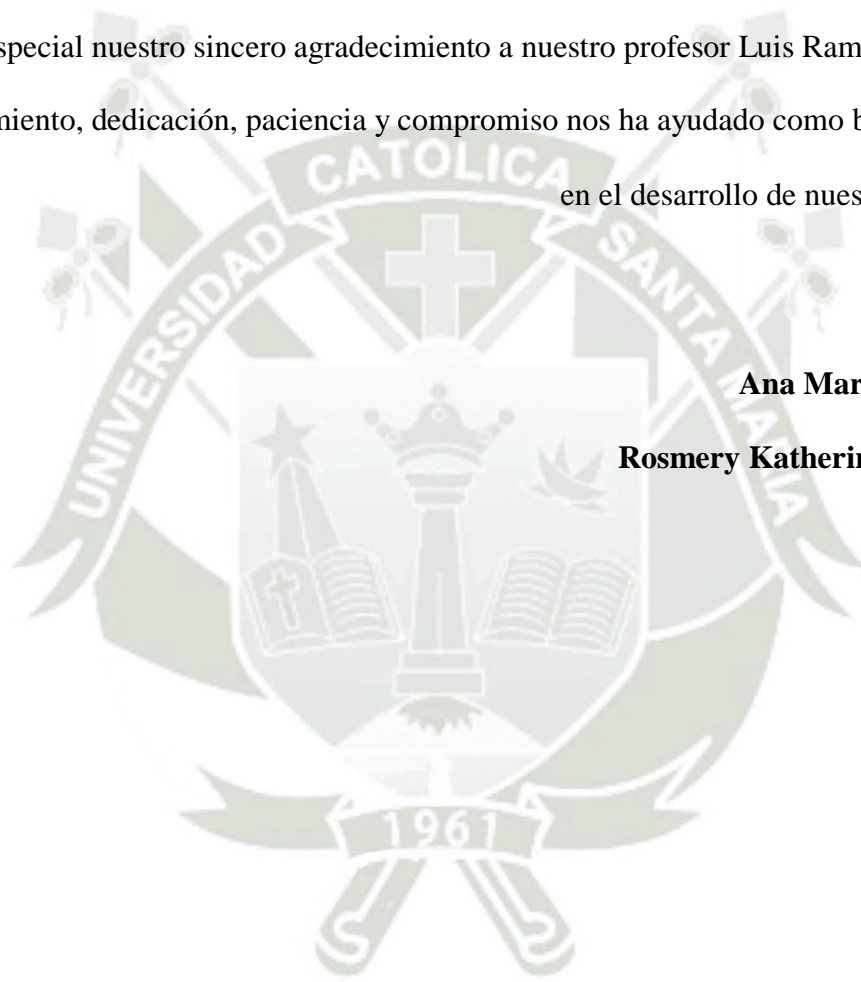 special nuestro sincero agradecimiento a nuestro profesor Luis Ram
miento, dedicación, paciencia y compromiso nos ha ayudado como b
en el desarrollo de nues
Ana Mar
Rosmery Katherin
UNIVERSIDAD CATOLICA SANTA MARIA
1961